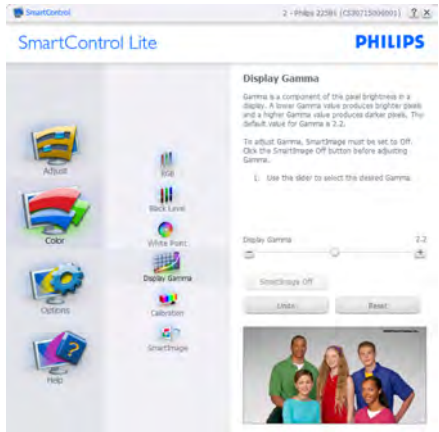 SmartControl
2 - Philips 225B1 (CS30715006001) ? X
SmartControl Lite
PHILIPS
Display Gamma
Gamma is a component of the pixel brightness in a
display. A lower Gamma value produces brighter pixels
and a higher Gamma value produces darker pixels. The
default value for Gamma is 2.2.
To adjust Gamma, SmartImage must be set to Off.
Click the SmartImage Off button before adjusting
Gamma.
1. Use the slider to select the desired Gamma.
Adjust
Color
Options
Help
RGB
Black Level
White Point
Display Gamma
Calibration
SmartImage
Display Gamma 2.2
SmartImage Off
Undo Reset